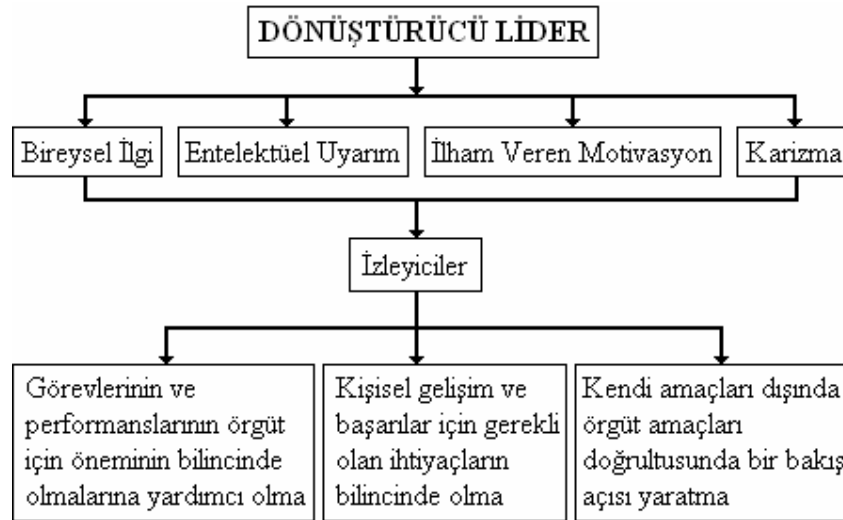 DÖNÜŞTÜRÜCÜ LİDER
Bireysel İlgi
Entelektüel Uyarım
İlham Veren Motivasyon
Karizma
İzleyiciler
Görevlerinin ve
performanslarının örgüt
için öneminin bilincinde
olmalarına yardımcı olma
Kişisel gelişim ve
başarılar için gerekli
olan ihtiyaçların
bilincinde olma
Kendi amaçları dışında
örgüt amaçları
doğrultusunda bir bakış
açısı yaratma